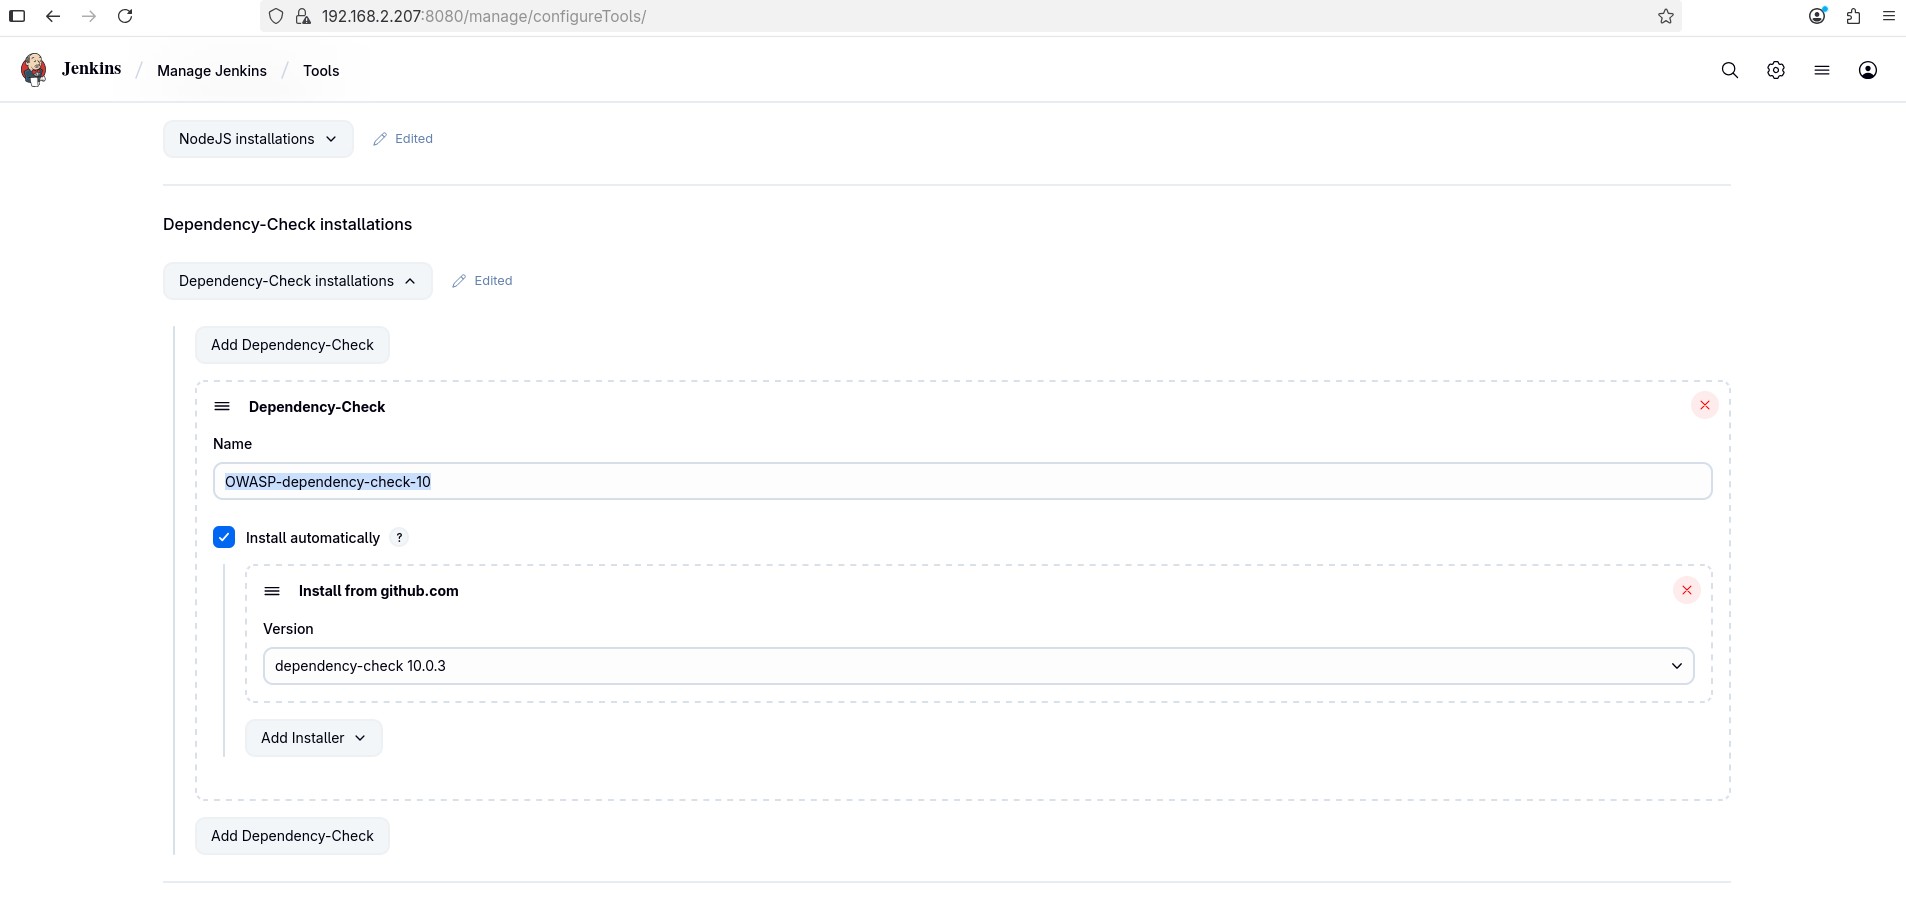 192.168.2.207:8080/manage/configureTools/
Jenkins / Manage Jenkins / Tools
NodeJS installations Edited
Dependency-Check installations
Dependency-Check installations Edited
Add Dependency-Check
Dependency-Check
Name
OWASP-dependency-check-10
Install automatically ?
Install from github.com
Version
dependency-check 10.0.3
Add Installer
Add Dependency-Check